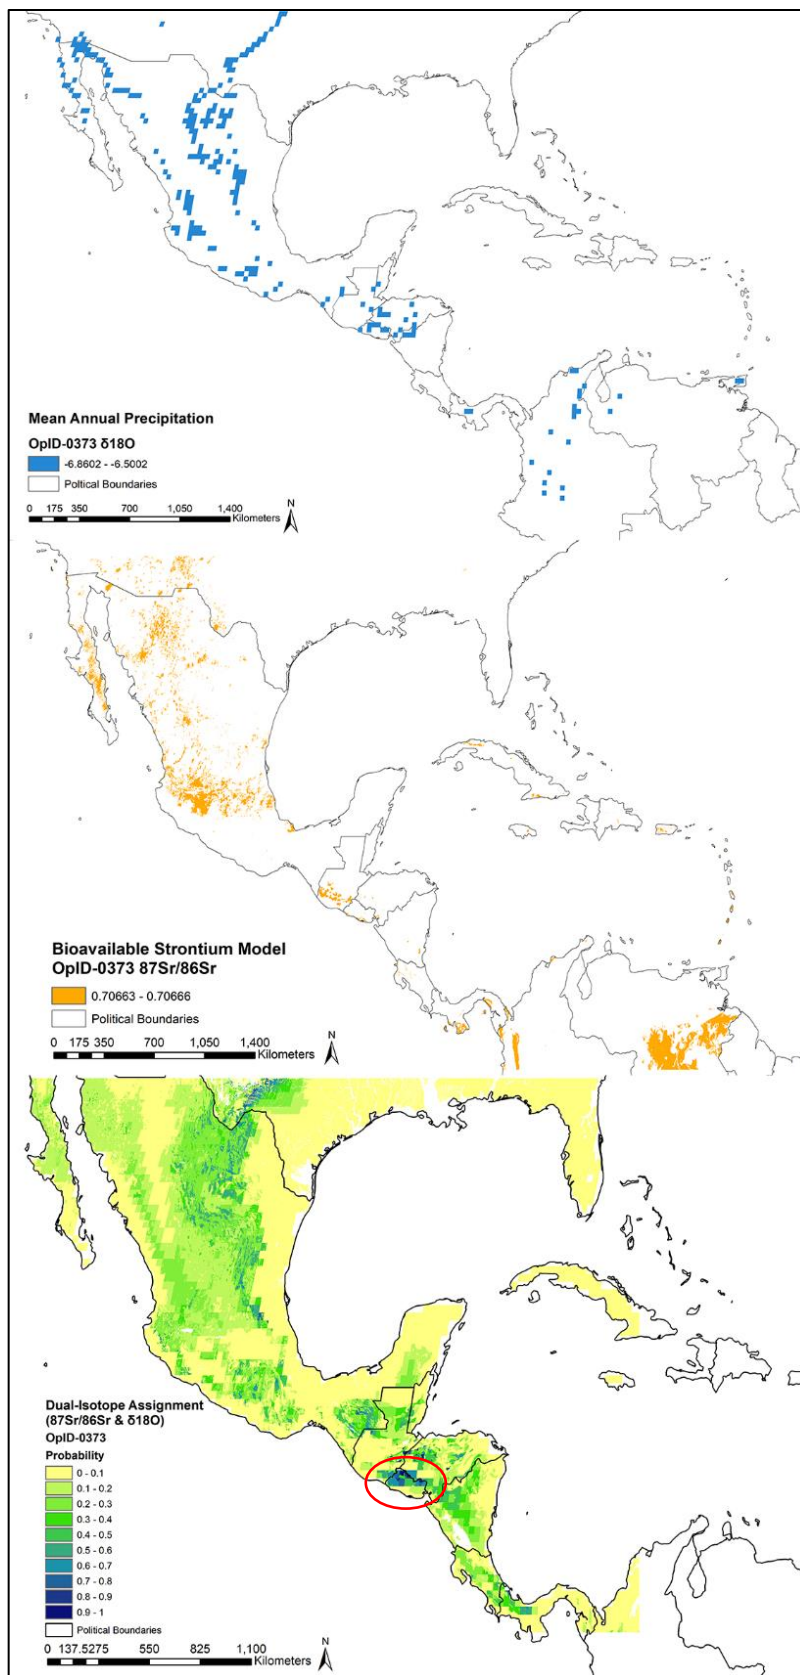 Mean Annual Precipitation
OpID-0373 δ18O
-6.8602 - -6.5002
Poltical Boundaries
0 175 350 700 1,050 1,400
Kilometers
N
Bioavailable Strontium Model
OpID-0373 87Sr/86Sr
0.70663 - 0.70666
Political Boundaries
0 175 350 700 1,050 1,400
Kilometers
N
Dual-Isotope Assignment
(87Sr/86Sr & δ18O)
OpID-0373
Probability
0 - 0.1
0.1 - 0.2
0.2 - 0.3
0.3 - 0.4
0.4 - 0.5
0.5 - 0.6
0.6 - 0.7
0.7 - 0.8
0.8 - 0.9
0.9 - 1
Political Boundaries
0 137.5275 550 825 1,100
Kilometers
N